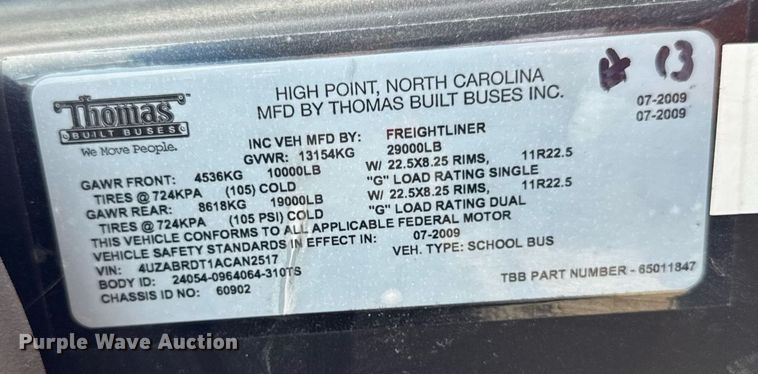 Thomas
BUILT BUSES
We Move People.
HIGH POINT, NORTH CAROLINA
MFD BY THOMAS BUILT BUSES INC.
13
07-2009
07-2009
INC VEH MFD BY: FREIGHTLINER
GVWR: 13154KG 29000LB
GAWR FRONT: 4536KG 10000LB W/ 22.5X8.25 RIMS, 11R22.5
TIRES @ 724KPA (105) COLD "G" LOAD RATING SINGLE
GAWR REAR: 8618KG 19000LB W/ 22.5X8.25 RIMS, 11R22.5
TIRES @ 724KPA (105 PSI) COLD "G" LOAD RATING DUAL
THIS VEHICLE CONFORMS TO ALL APPLICABLE FEDERAL MOTOR
VEHICLE SAFETY STANDARDS IN EFFECT IN: 07-2009
VIN: 4UZABRDT1ACAN2517 VEH. TYPE: SCHOOL BUS
BODY ID: 24054-0964064-310TS
CHASSIS ID NO: 60902 TBB PART NUMBER - 65011847
Purple Wave Auction